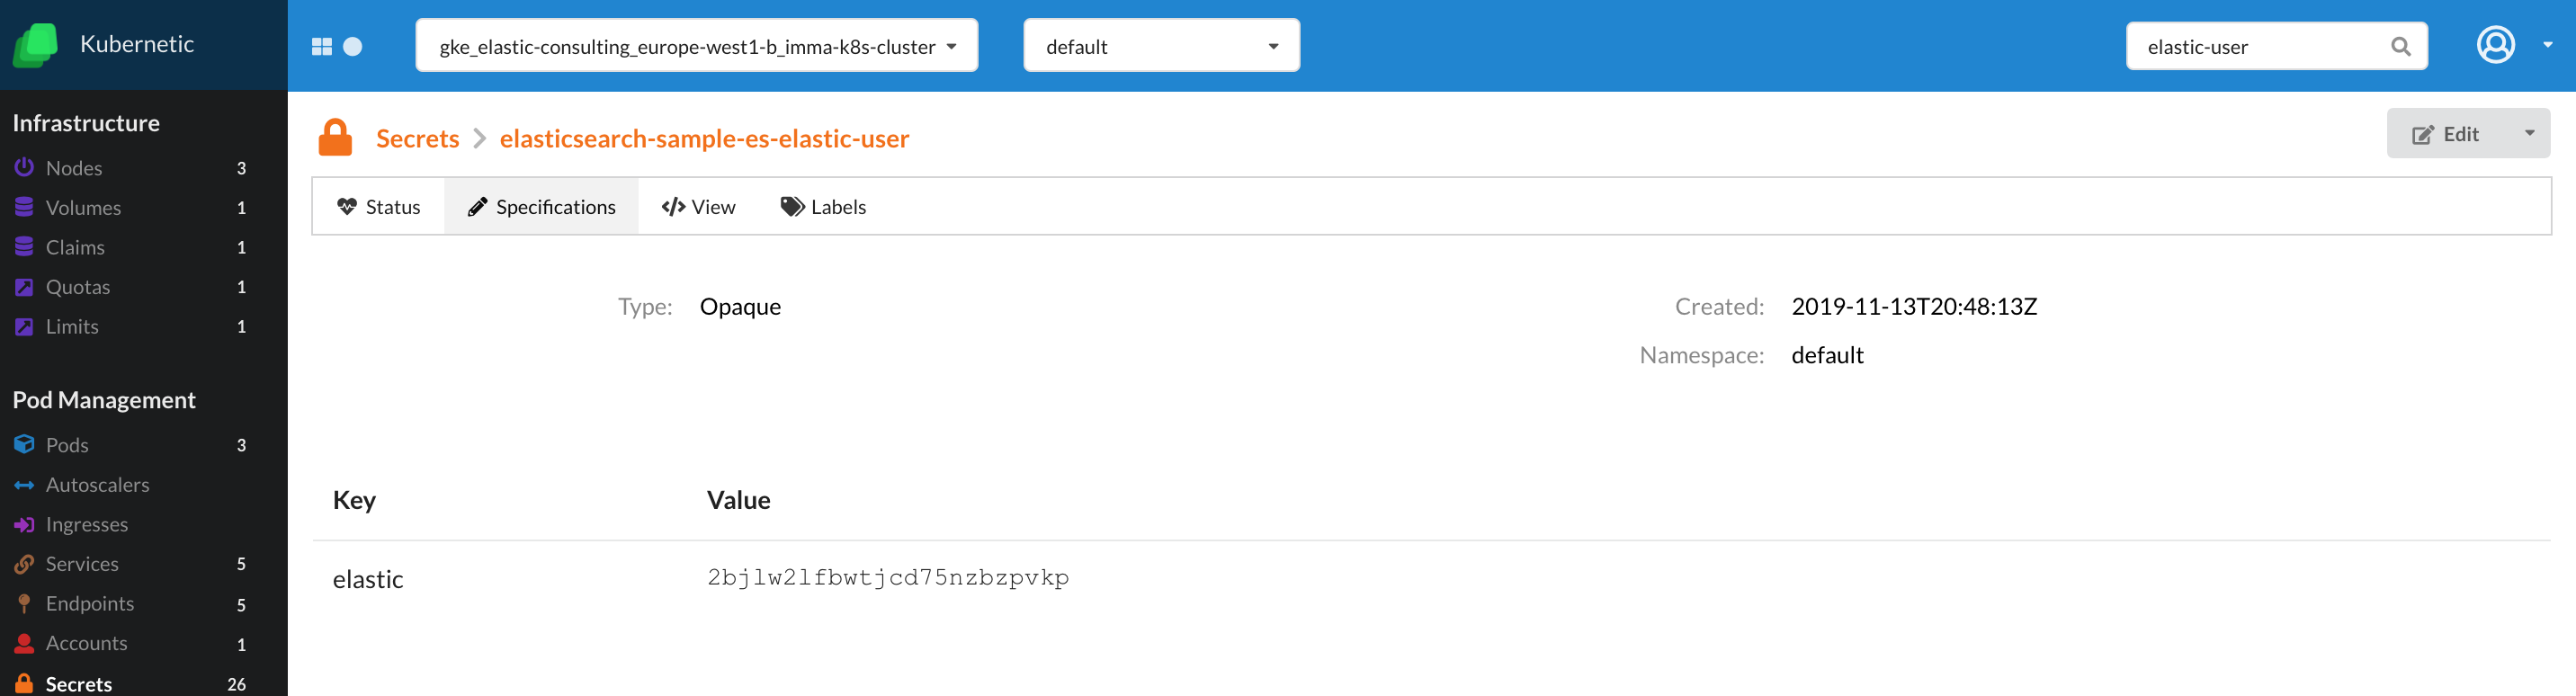 Kubernetic
gke_elastic-consulting_europe-west1-b_imma-k8s-cluster
default
elastic-user
Infrastructure
Nodes 3
Volumes 1
Claims 1
Quotas 1
Limits 1
Pod Management
Pods 3
Autoscalers
Ingresses
Services 5
Endpoints 5
Accounts 1
Secrets 26
Secrets > elasticsearch-sample-es-elastic-user
Edit
Status Specifications </> View Labels
Type: Opaque
Created: 2019-11-13T20:48:13Z
Namespace: default
Key Value
elastic 2bjlw2lfbwtjcd75nzbzpvkp